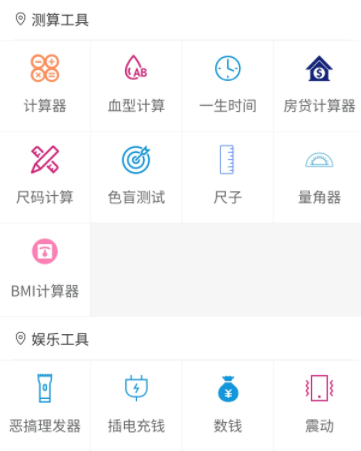 测算工具
AB
计算器 血型计算 一生时间 房贷计算器
尺码计算 色盲测试 尺子 量角器
BMI计算器
娱乐工具
恶搞理发器 插电充钱 数钱 震动